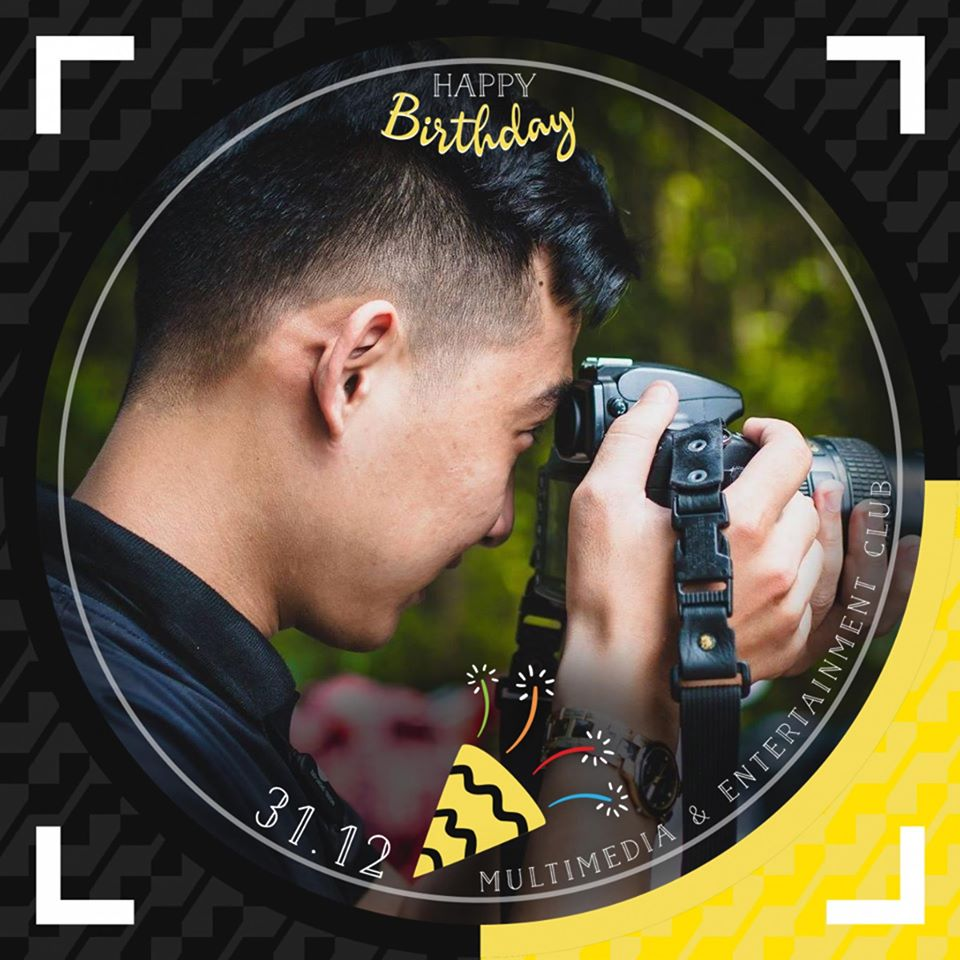 HAPPY
Birthday
31.12
MULTIMEDIA & ENTERTAINMENT CLUB